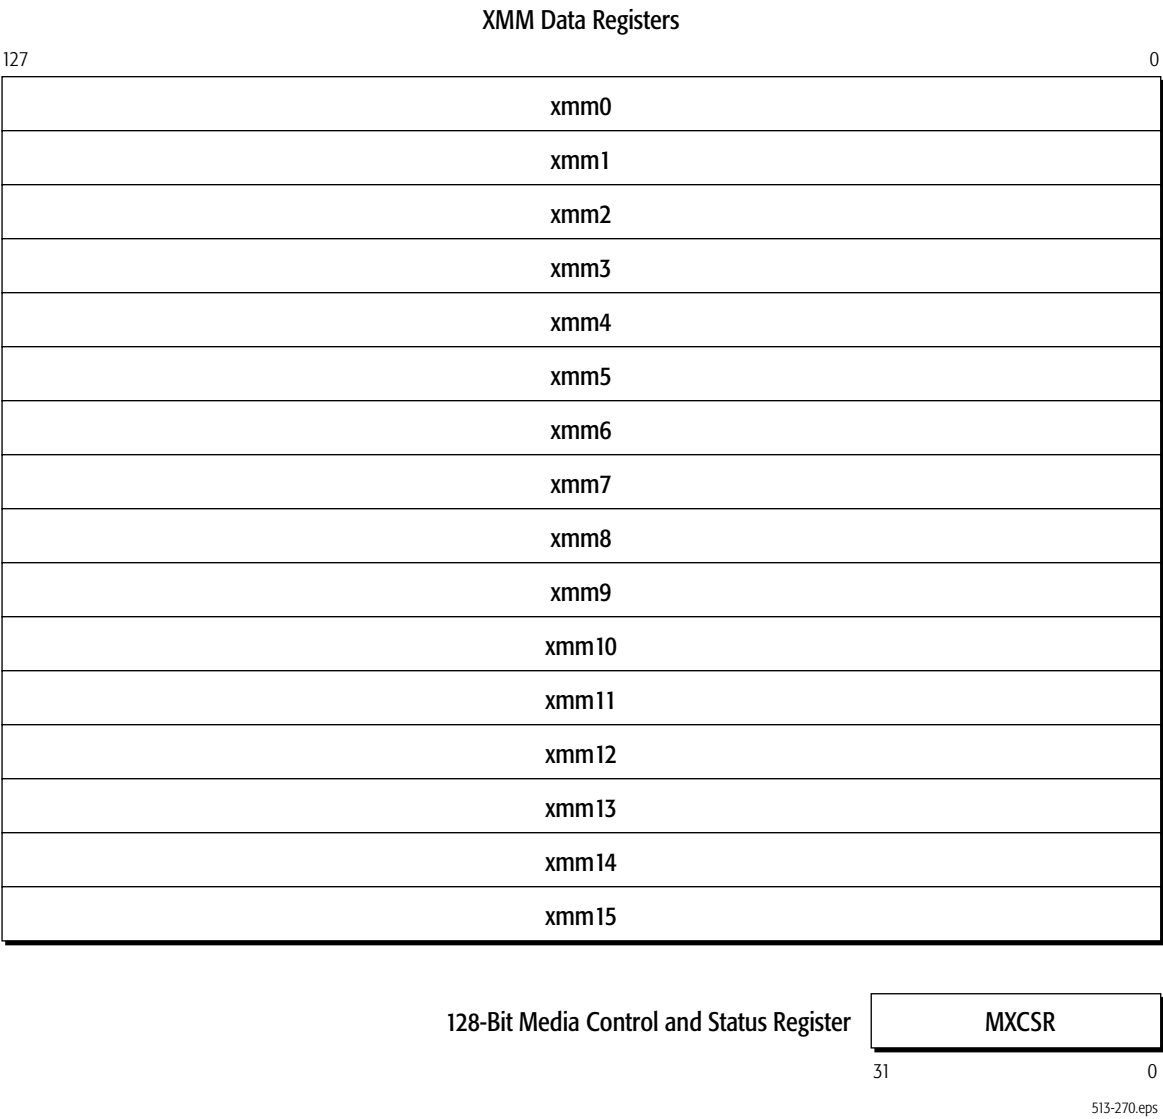 XMM Data Registers
127 0
xmm0
xmm1
xmm2
xmm3
xmm4
xmm5
xmm6
xmm7
xmm8
xmm9
xmm10
xmm11
xmm12
xmm13
xmm14
xmm15
128-Bit Media Control and Status Register MXCSR
31 0
513-270.eps